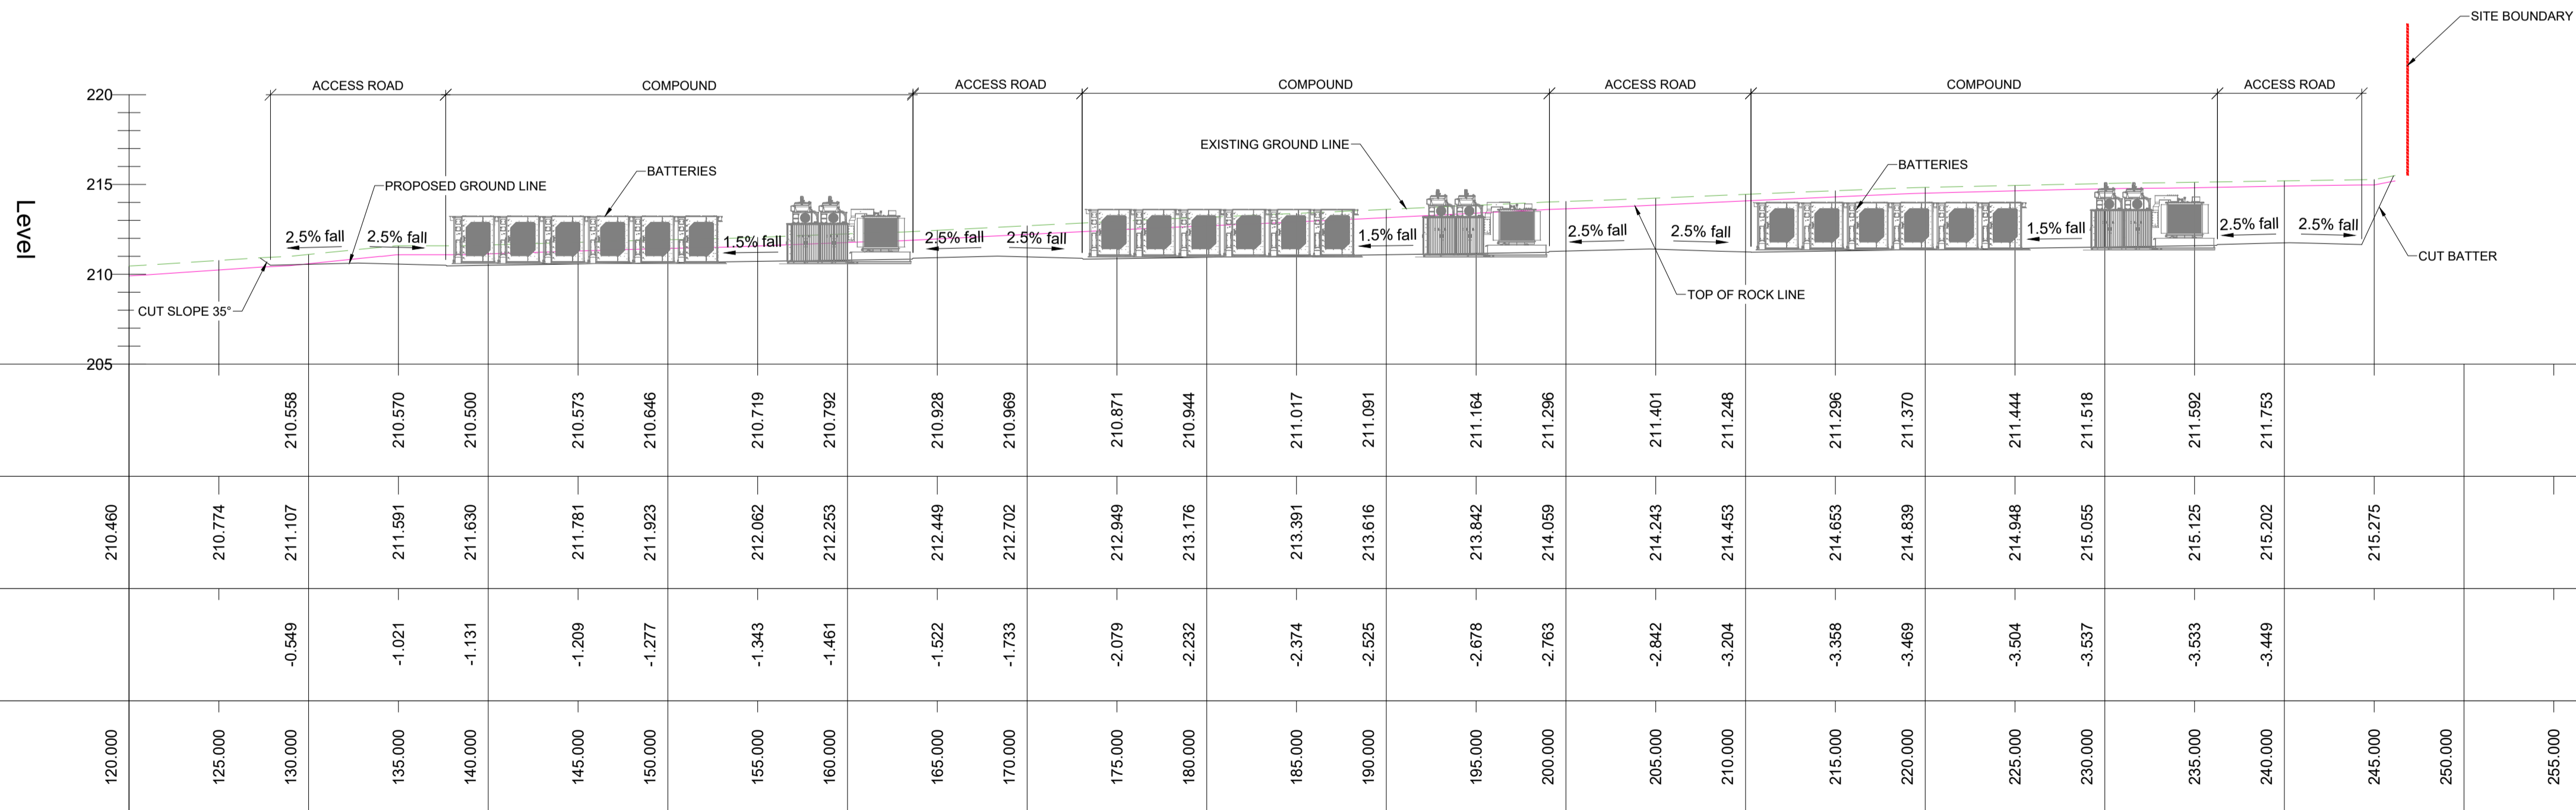 SITE BOUNDARY
ACCESS ROAD
COMPOUND
ACCESS ROAD
COMPOUND
ACCESS ROAD
COMPOUND
ACCESS ROAD
220
215
210
205
Level
EXISTING GROUND LINE
BATTERIES
BATTERIES
PROPOSED GROUND LINE
2.5% fall
2.5% fall
1.5% fall
2.5% fall
2.5% fall
1.5% fall
2.5% fall
2.5% fall
1.5% fall
2.5% fall
2.5% fall
CUT BATTER
TOP OF ROCK LINE
CUT SLOPE 35°
210.558 210.570 210.500 210.573 210.646 210.719 210.792 210.928 210.969 210.871 210.944 211.017 211.091 211.164 211.296 211.401 211.248 211.296 211.370 211.444 211.518 211.592 211.753
210.460 210.774 211.107 211.591 211.630 211.781 211.923 212.062 212.253 212.449 212.702 212.949 213.176 213.391 213.616 213.842 214.059 214.243 214.453 214.653 214.839 214.948 215.055 215.125 215.202 215.275
-0.549 -1.021 -1.131 -1.209 -1.277 -1.343 -1.461 -1.522 -1.733 -2.079 -2.232 -2.374 -2.525 -2.678 -2.763 -2.842 -3.204 -3.358 -3.469 -3.504 -3.537 -3.533 -3.449
120.000 125.000 130.000 135.000 140.000 145.000 150.000 155.000 160.000 165.000 170.000 175.000 180.000 185.000 190.000 195.000 200.000 205.000 210.000 215.000 220.000 225.000 230.000 235.000 240.000 245.000 250.000 255.000